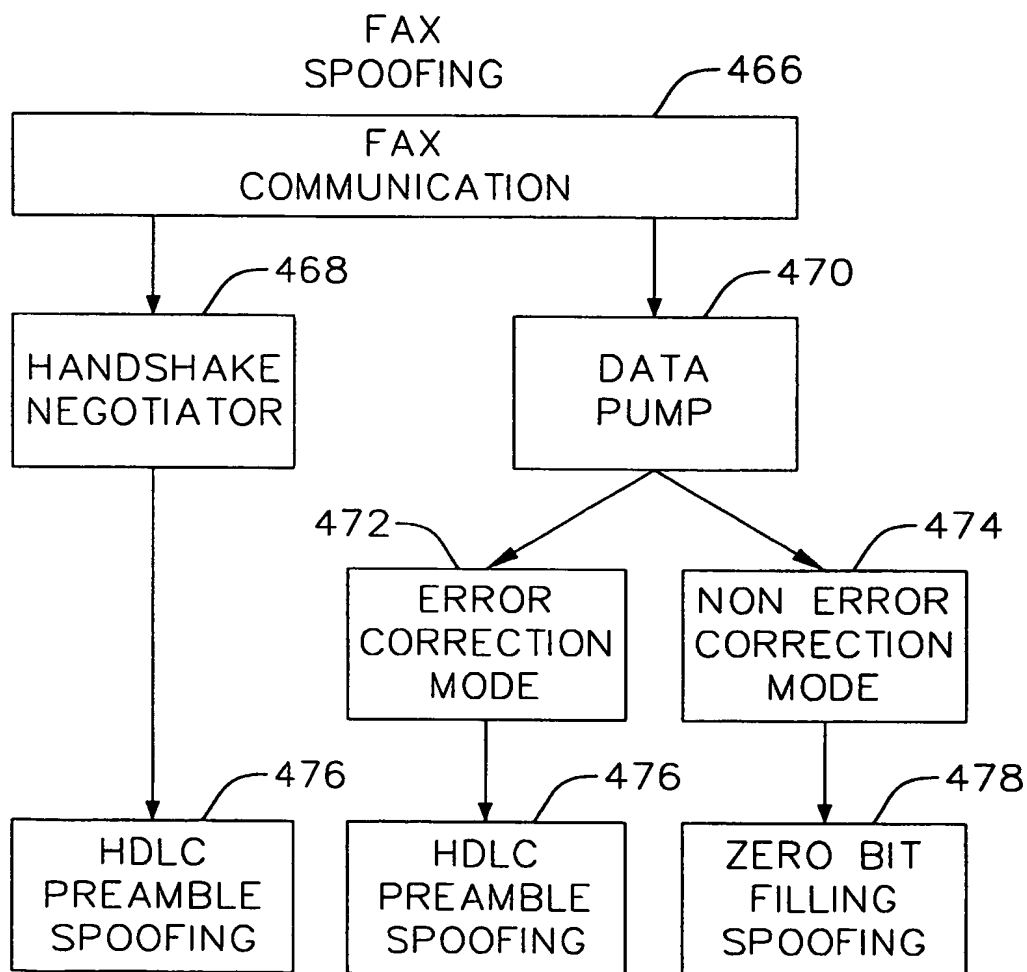 FAX
SPOOFING
466
FAX
COMMUNICATION
468
470
HANDSHAKE
NEGOTIATOR
DATA
PUMP
472
474
ERROR
CORRECTION
MODE
NON ERROR
CORRECTION
MODE
476
476
478
HDLC
PREAMBLE
SPOOFING
HDLC
PREAMBLE
SPOOFING
ZERO BIT
FILLING
SPOOFING